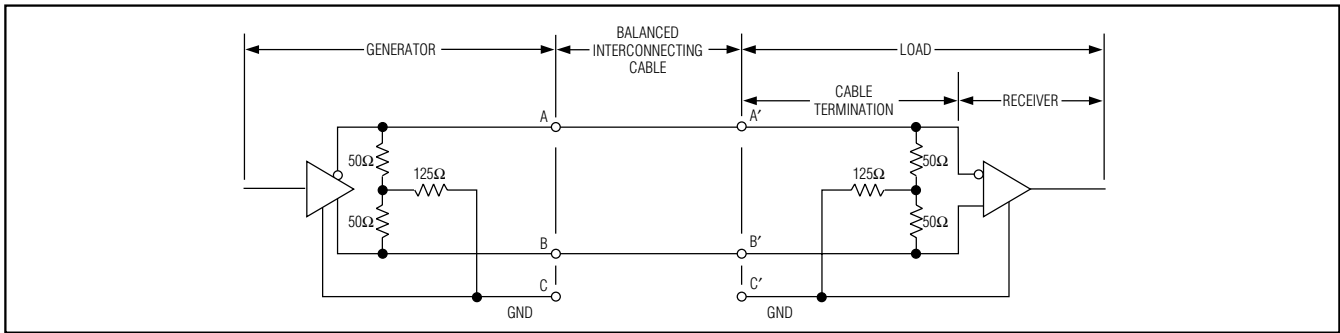 GENERATOR
BALANCED
INTERCONNECTING
CABLE
LOAD
CABLE
TERMINATION
RECEIVER
A
A′
50Ω
125Ω
50Ω
125Ω
50Ω
50Ω
B
B′
C
C′
GND
GND